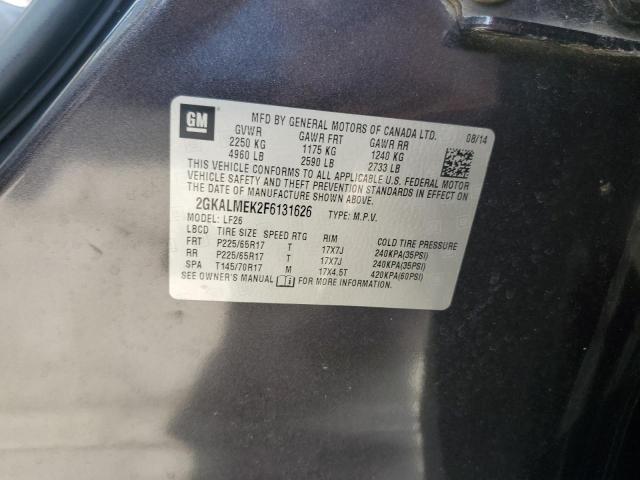 GM
MFD BY GENERAL MOTORS OF CANADA LTD. 08/14
GVWR GAWR FRT GAWR RR
2250 KG 1175 KG 1240 KG
4960 LB 2590 LB 2733 LB
THIS VEHICLE CONFORMS TO ALL APPLICABLE U.S. FEDERAL MOTOR
VEHICLE SAFETY AND THEFT PREVENTION STANDARDS IN EFFECT ON
THE DATE OF MANUFACTURE SHOWN ABOVE.
2GKALMEK2F6131626 TYPE: M.P.V.
MODEL: LF26
LBCD TIRE SIZE SPEED RTG RIM COLD TIRE PRESSURE
FRT P225/65R17 T 17X7J 240KPA(35PSI)
RR P225/65R17 T 17X7J 240KPA(35PSI)
SPA T145/70R17 M 17X4.5T 420KPA(60PSI)
SEE OWNER'S MANUAL FOR MORE INFORMATION.